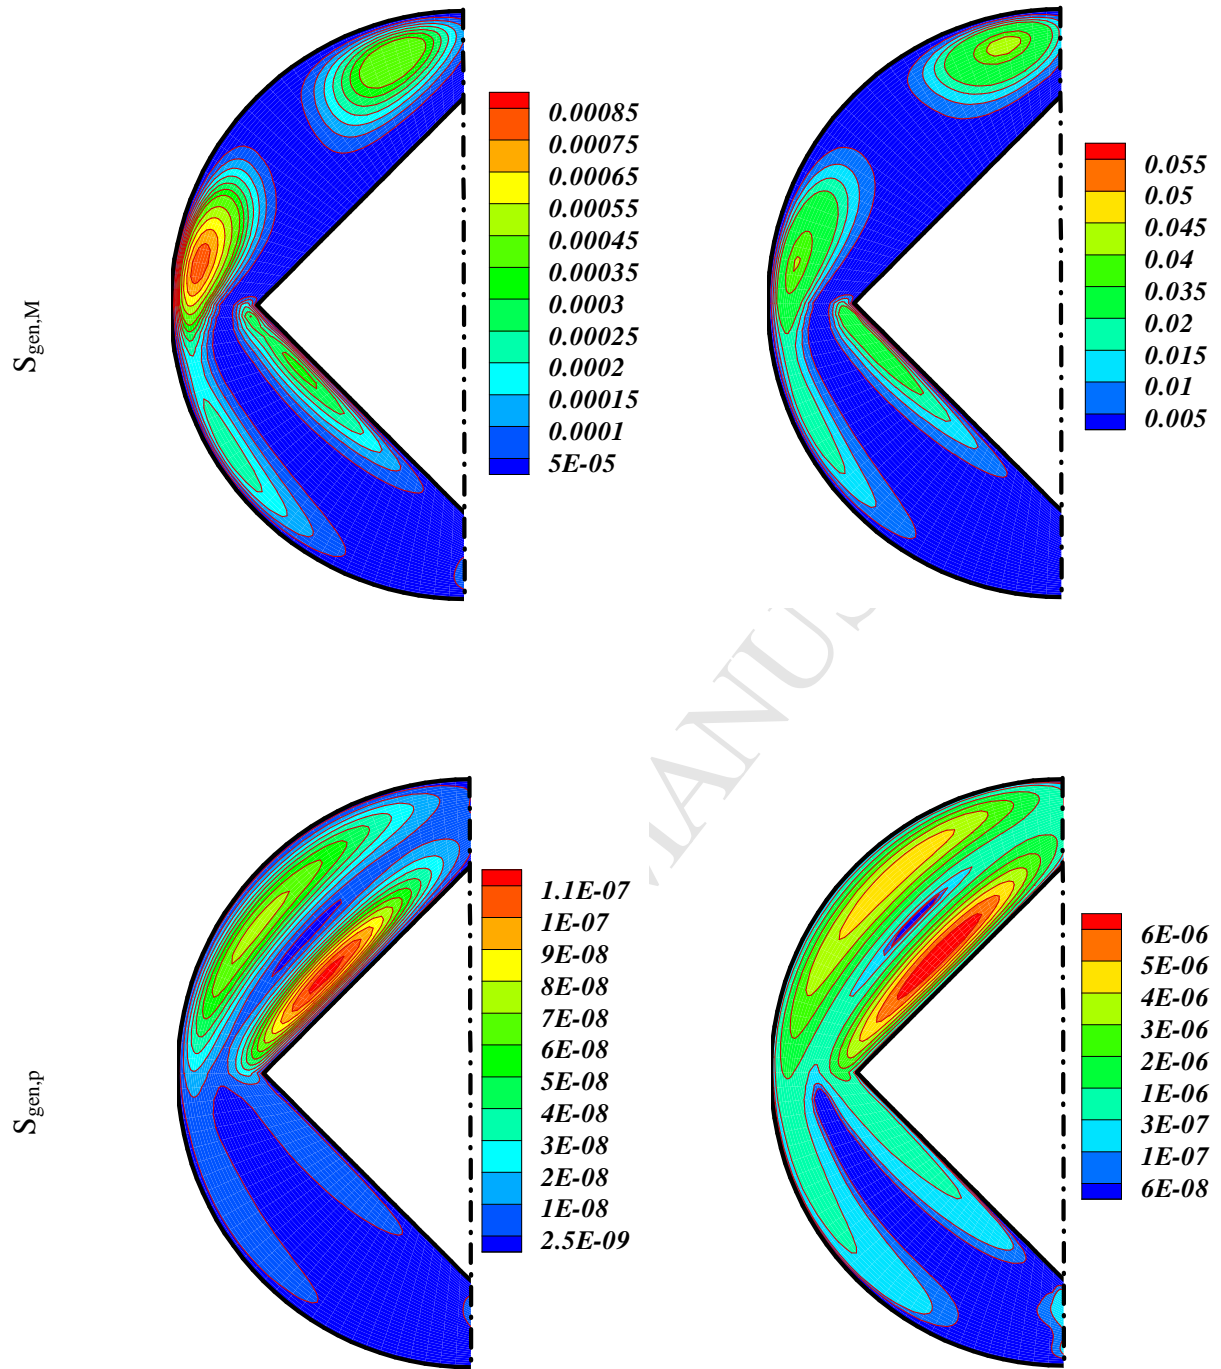 S_gen,M
0.00085
0.00075
0.00065
0.00055
0.00045
0.00035
0.0003
0.00025
0.0002
0.00015
0.0001
5E-05
0.055
0.05
0.045
0.04
0.035
0.02
0.015
0.01
0.005
MANUS
S_gen,p
1.1E-07
1E-07
9E-08
8E-08
7E-08
6E-08
5E-08
4E-08
3E-08
2E-08
1E-08
2.5E-09
6E-06
5E-06
4E-06
3E-06
2E-06
1E-06
3E-07
1E-07
6E-08